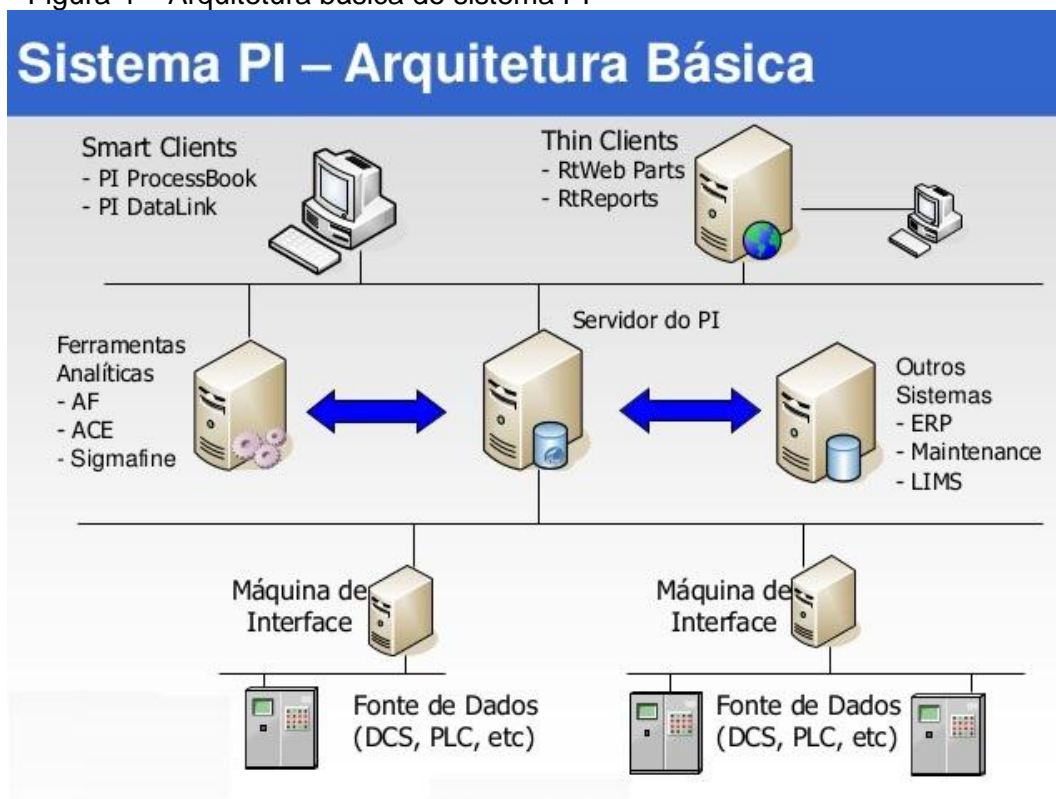 Sistema PI – Arquitetura Básica
Smart Clients
- PI ProcessBook
- PI DataLink
Thin Clients
- RtWeb Parts
- RtReports
Servidor do PI
Ferramentas
Analíticas
- AF
- ACE
- Sigmafine
Outros
Sistemas
- ERP
- Maintenance
- LIMS
Máquina de
Interface
Máquina de
Interface
Fonte de Dados
(DCS, PLC, etc)
Fonte de Dados
(DCS, PLC, etc)